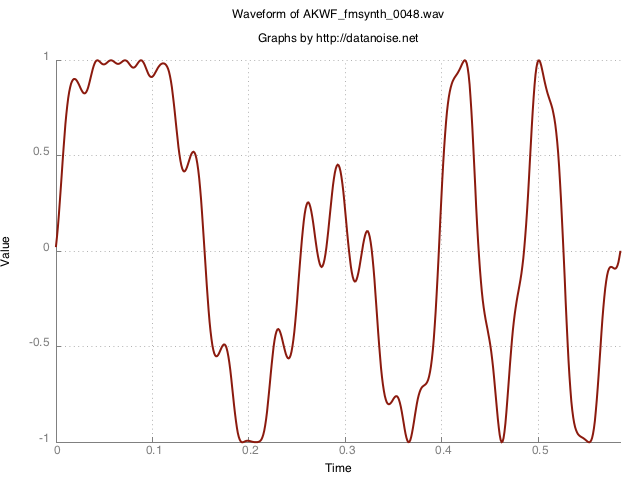 Waveform of AKWF_fmsynth_0048.wav
Graphs by http://datanoise.net
1
0.5
0
-0.5
-1
Value
0 0.1 0.2 0.3 0.4 0.5
Time